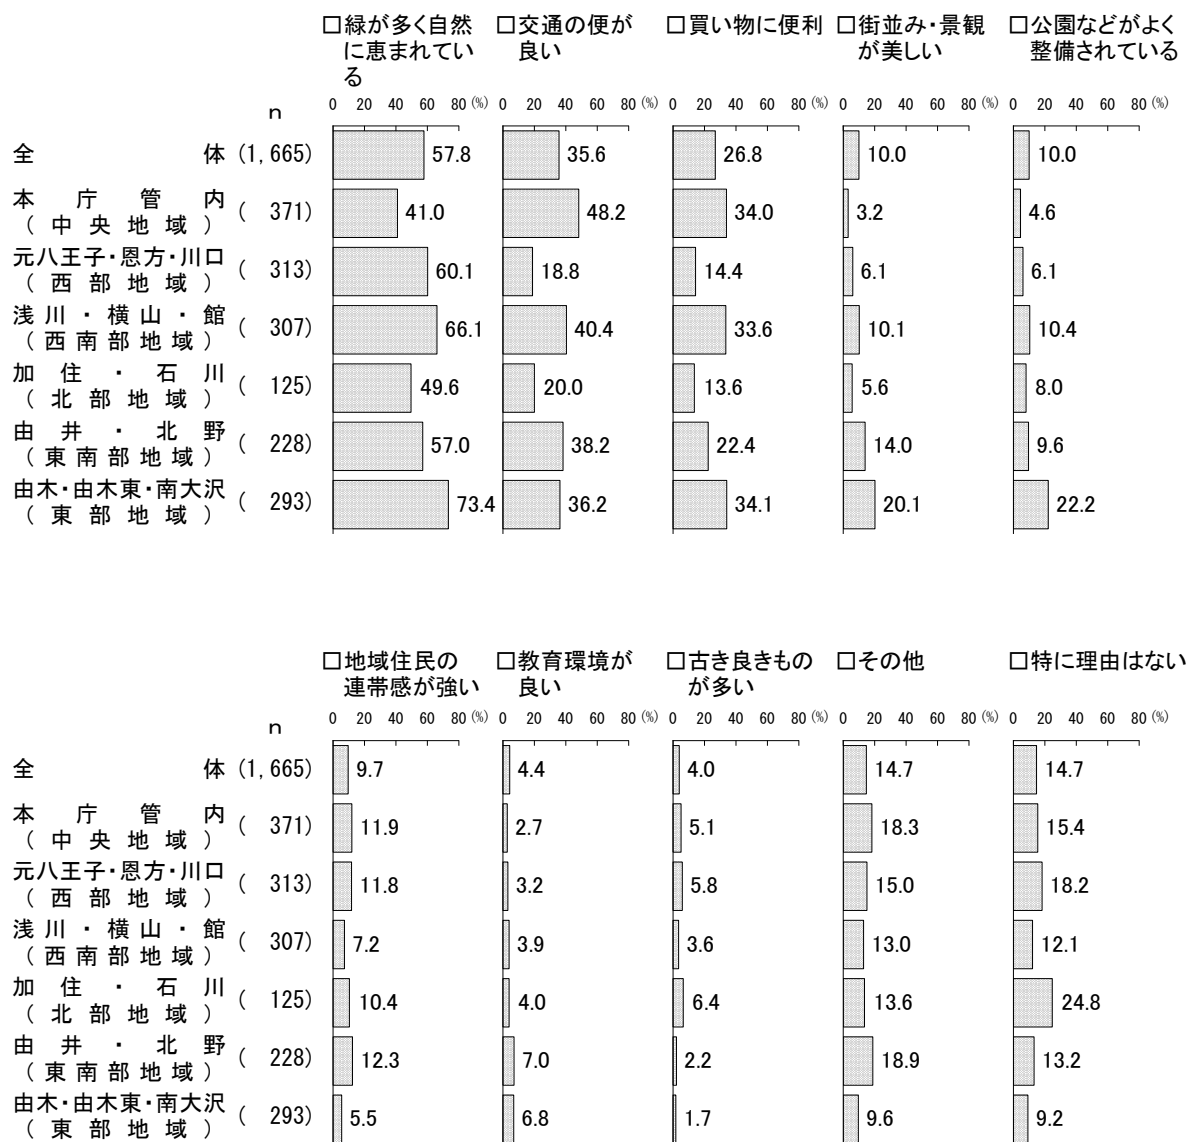 □緑が多く自然 □交通の便が □買い物に便利 □街並み・景観 □公園などがよく
に恵まれてい 良い が美しい 整備されている
る
0 20 40 60 80 (%) 0 20 40 60 80 (%) 0 20 40 60 80 (%) 0 20 40 60 80 (%) 0 20 40 60 80 (%)
n
全体 (1,665) 57.8 35.6 26.8 10.0 10.0
本庁管内
(中央地域) ( 371) 41.0 48.2 34.0 3.2 4.6
元八王子・恩方・川口
(西部地域) ( 313) 60.1 18.8 14.4 6.1 6.1
浅川・横山・館
(西南部地域) ( 307) 66.1 40.4 33.6 10.1 10.4
加住・石川
(北部地域) ( 125) 49.6 20.0 13.6 5.6 8.0
由井・北野
(東南部地域) ( 228) 57.0 38.2 22.4 14.0 9.6
由木・由木東・南大沢
(東部地域) ( 293) 73.4 36.2 34.1 20.1 22.2
□地域住民の □教育環境が □古き良きもの □その他 □特に理由はない
連帯感が強い 良い が多い
0 20 40 60 80 (%) 0 20 40 60 80 (%) 0 20 40 60 80 (%) 0 20 40 60 80 (%) 0 20 40 60 80 (%)
n
全体 (1,665) 9.7 4.4 4.0 14.7 14.7
本庁管内
(中央地域) ( 371) 11.9 2.7 5.1 18.3 15.4
元八王子・恩方・川口
(西部地域) ( 313) 11.8 3.2 5.8 15.0 18.2
浅川・横山・館
(西南部地域) ( 307) 7.2 3.9 3.6 13.0 12.1
加住・石川
(北部地域) ( 125) 10.4 4.0 6.4 13.6 24.8
由井・北野
(東南部地域) ( 228) 12.3 7.0 2.2 18.9 13.2
由木・由木東・南大沢
(東部地域) ( 293) 5.5 6.8 1.7 9.6 9.2